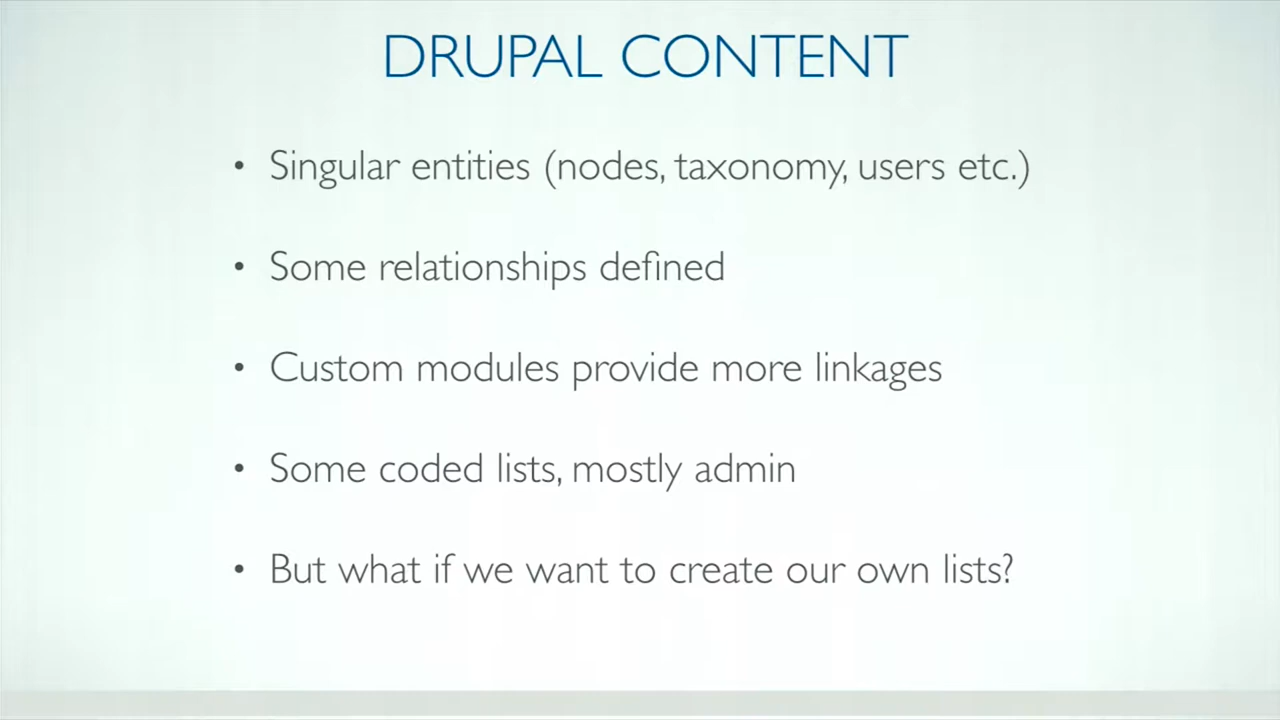 DRUPAL CONTENT
• Singular entities (nodes, taxonomy, users etc.)
• Some relationships defined
• Custom modules provide more linkages
• Some coded lists, mostly admin
• But what if we want to create our own lists?